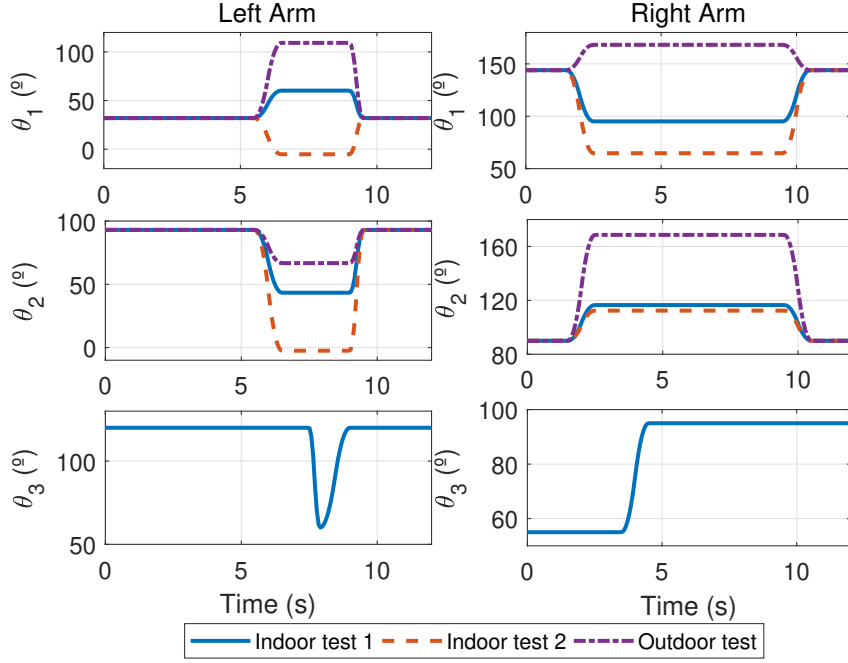 Left Arm
Right Arm
θ1 (º)
100
50
0
0
5
10
θ1 (º)
150
100
50
0
5
10
θ2 (º)
100
50
0
0
5
10
θ2 (º)
160
120
80
0
5
10
θ3 (º)
100
50
0
5
10
Time (s)
θ3 (º)
100
80
60
0
5
10
Time (s)
Indoor test 1
Indoor test 2
Outdoor test